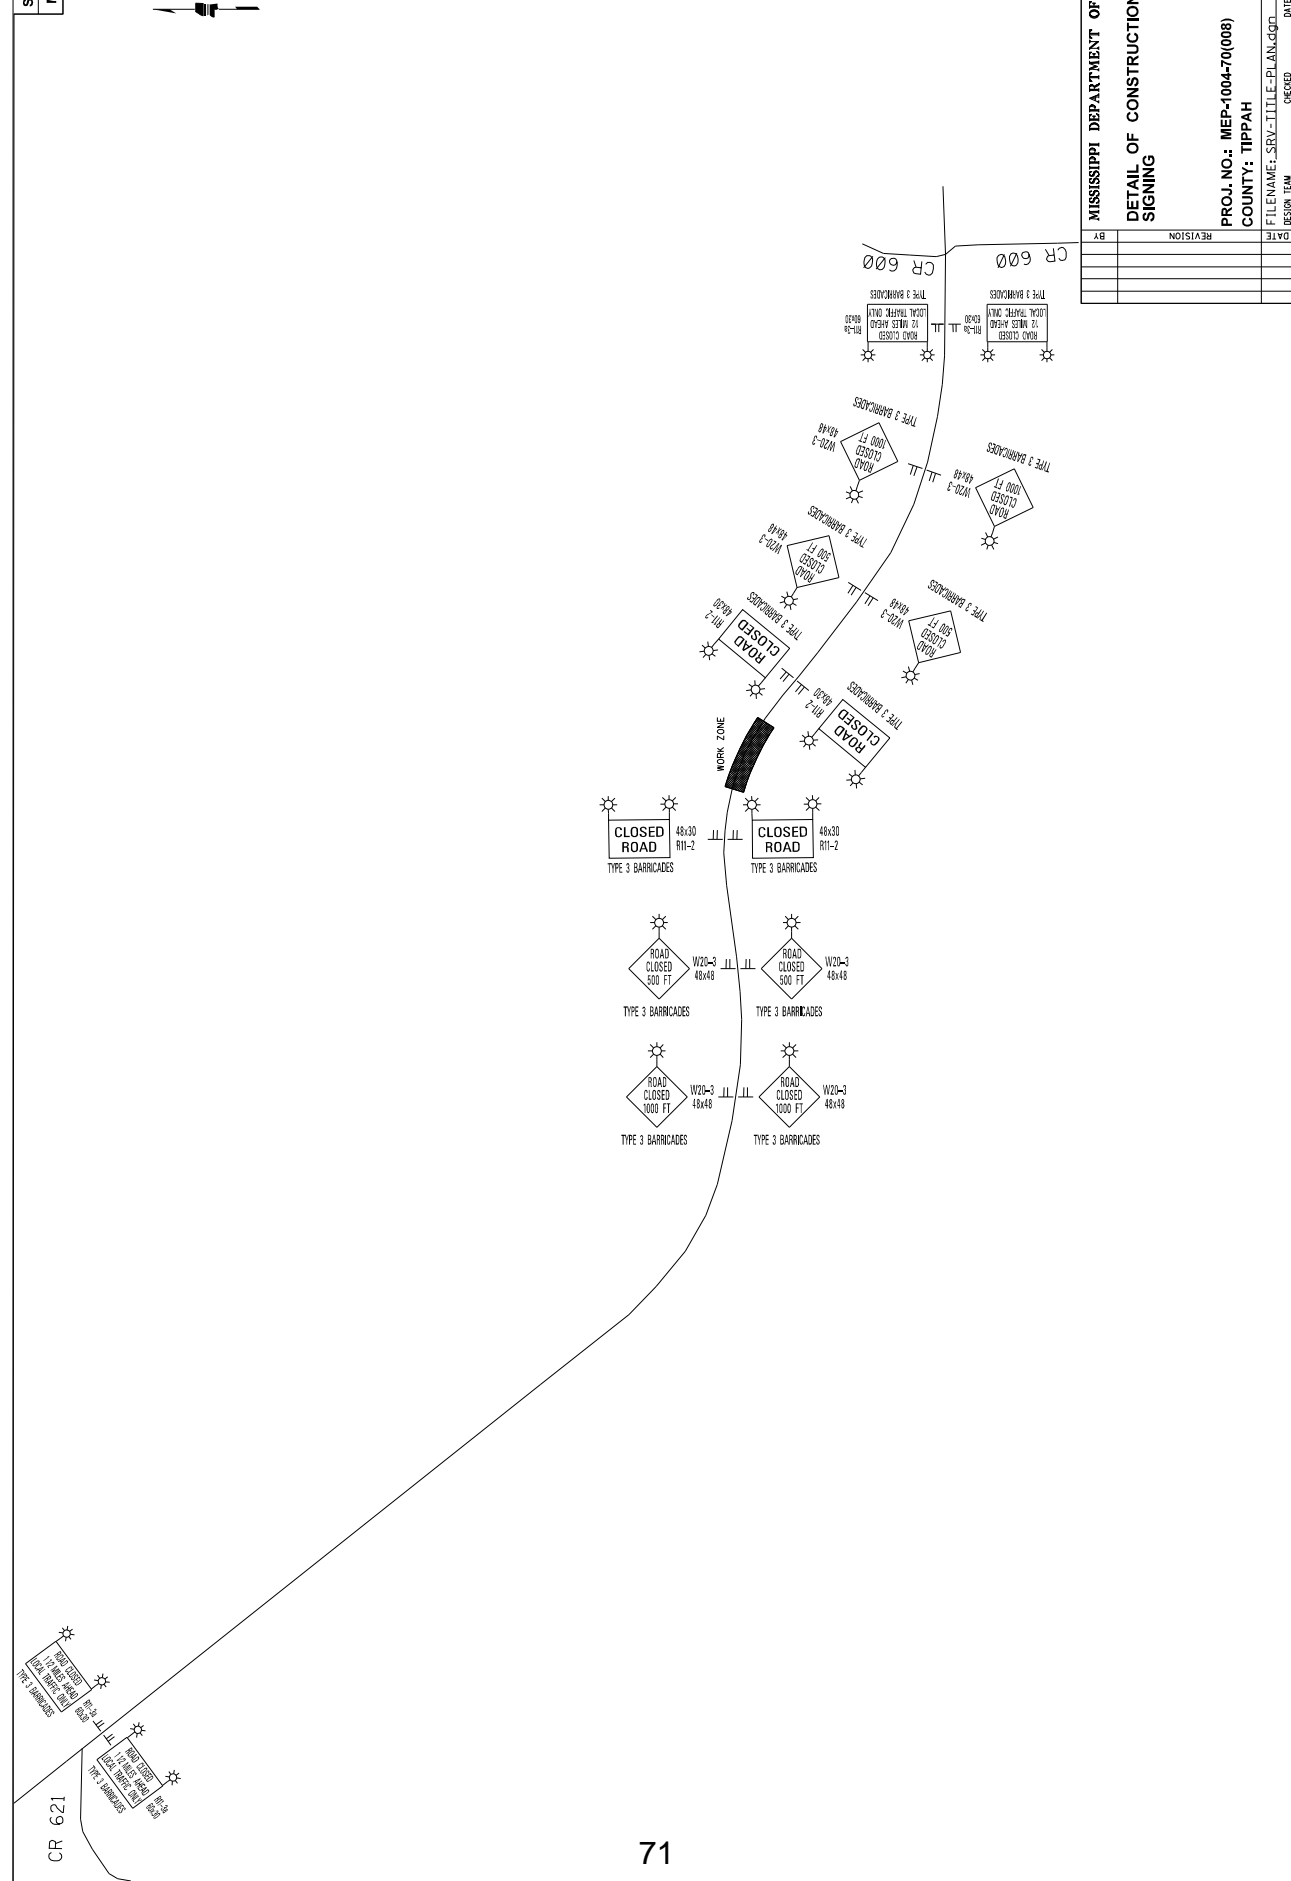 S
MISSISSIPPI DEPARTMENT OF
DETAIL OF CONSTRUCTION
SIGNING
PROJ. NO.: MEP-1004-70(008)
COUNTY: TIPPAH
FILENAME: SRV-TITLE-PLAN.dgn
DESIGN TEAM
CHECKED
DATE
BY
REVISION
DATE
CR 600
CR 600
TYPE 3 BARRICADES
ROAD CLOSED
12 MILES AHEAD
LOCAL TRAFFIC ONLY
R11-3a
60x30
TYPE 3 BARRICADES
ROAD CLOSED
12 MILES AHEAD
LOCAL TRAFFIC ONLY
R11-3a
60x30
TYPE 3 BARRICADES
ROAD
CLOSED
1000 FT
W20-3
48x48
TYPE 3 BARRICADES
ROAD
CLOSED
1000 FT
W20-3
48x48
TYPE 3 BARRICADES
ROAD
CLOSED
500 FT
W20-3
48x48
TYPE 3 BARRICADES
ROAD
CLOSED
500 FT
W20-3
48x48
TYPE 3 BARRICADES
ROAD
CLOSED
R11-2
48x30
TYPE 3 BARRICADES
ROAD
CLOSED
R11-2
48x30
TYPE 3 BARRICADES
WORK ZONE
CLOSED
ROAD
48x30
R11-2
TYPE 3 BARRICADES
CLOSED
ROAD
48x30
R11-2
TYPE 3 BARRICADES
ROAD
CLOSED
500 FT
W20-3
48x48
TYPE 3 BARRICADES
ROAD
CLOSED
500 FT
W20-3
48x48
TYPE 3 BARRICADES
ROAD
CLOSED
1000 FT
W20-3
48x48
TYPE 3 BARRICADES
ROAD
CLOSED
1000 FT
W20-3
48x48
TYPE 3 BARRICADES
ROAD CLOSED
1 1/2 MILES AHEAD
LOCAL TRAFFIC ONLY
TYPE 3 BARRICADES
R11-3a
60x30
ROAD CLOSED
1 1/2 MILES AHEAD
LOCAL TRAFFIC ONLY
TYPE 3 BARRICADES
R11-3a
60x30
CR 621
71